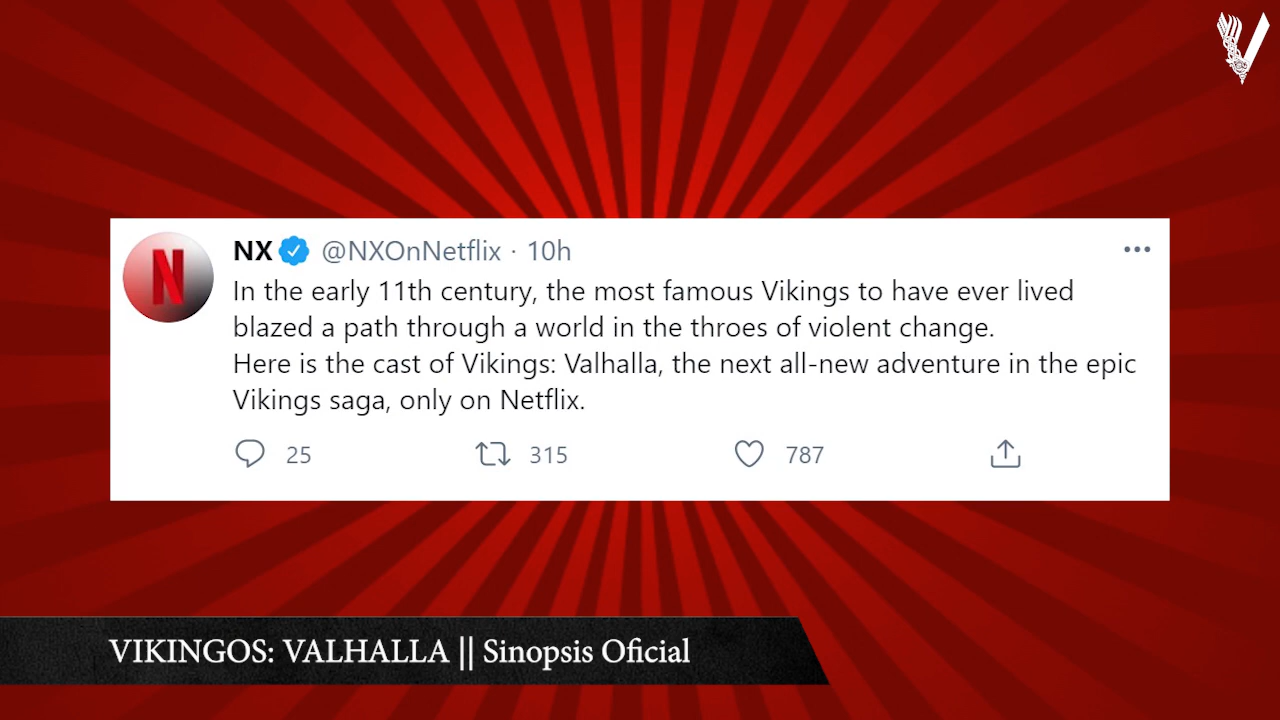 NX @NXOnNetflix · 10h
In the early 11th century, the most famous Vikings to have ever lived
blazed a path through a world in the throes of violent change.
Here is the cast of Vikings: Valhalla, the next all-new adventure in the epic
Vikings saga, only on Netflix.
25 315 787
VIKINGOS: VALHALLA || Sinopsis Oficial